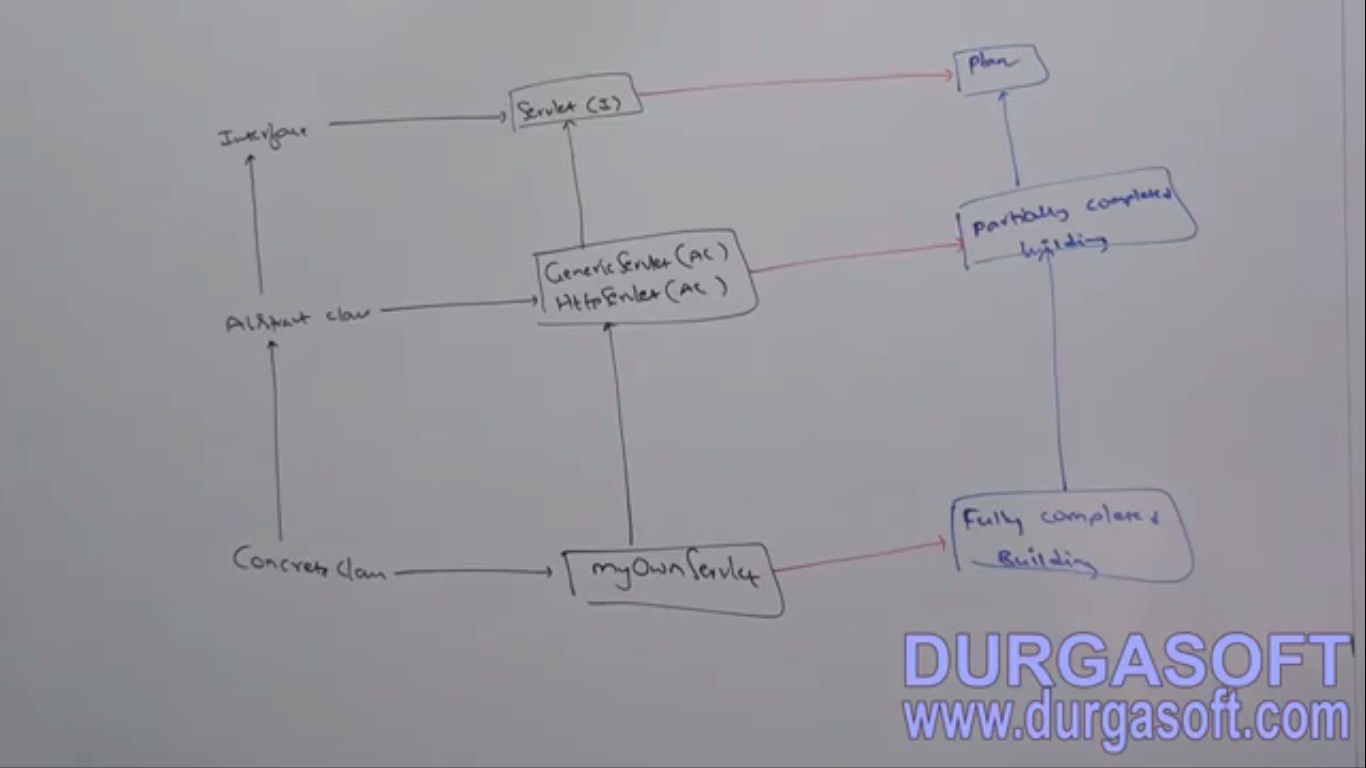 Plan
Servlet (I)
Interface
Partially completed
building
GenericServlet (AC)
HttpServlet (AC)
Abstract class
Fully completed
Building
Concrete class
myOwnServlet
DURGASOFT
www.durgasoft.com